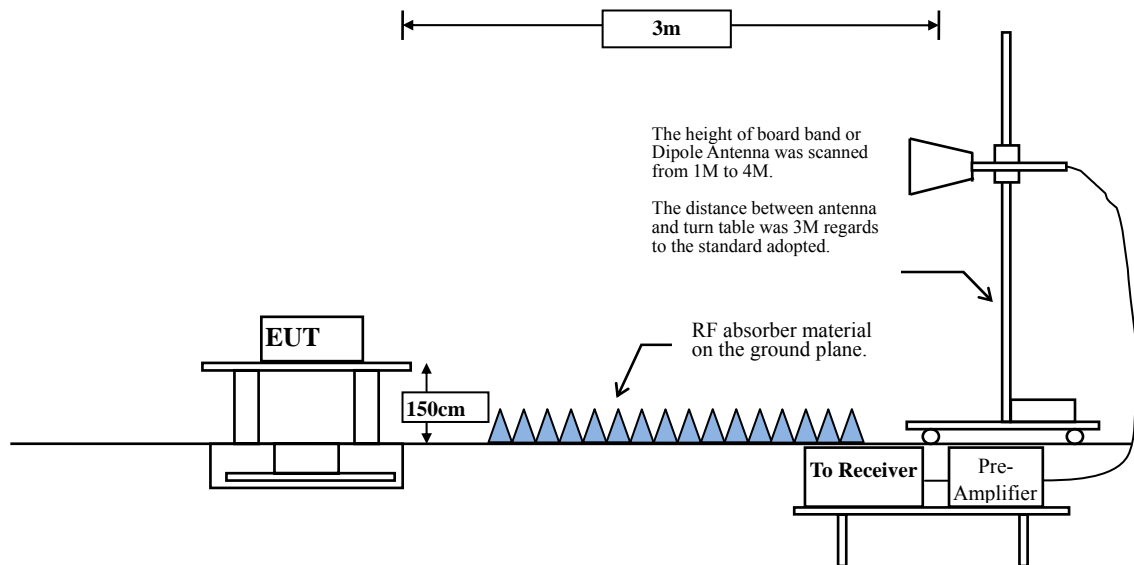 3m
The height of board band or
Dipole Antenna was scanned
from 1M to 4M.
The distance between antenna
and turn table was 3M regards
to the standard adopted.
EUT
RF absorber material
on the ground plane.
150cm
To Receiver
Pre-
Amplifier